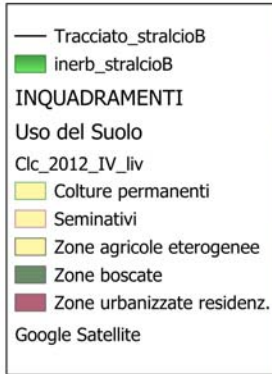 Tracciato_stralcioB
inerb_stralcioB
INQUADRAMENTI
Uso del Suolo
Clc_2012_IV_liv
Colture permanenti
Seminativi
Zone agricole eterogenee
Zone boscate
Zone urbanizzate residenz.
Google Satellite